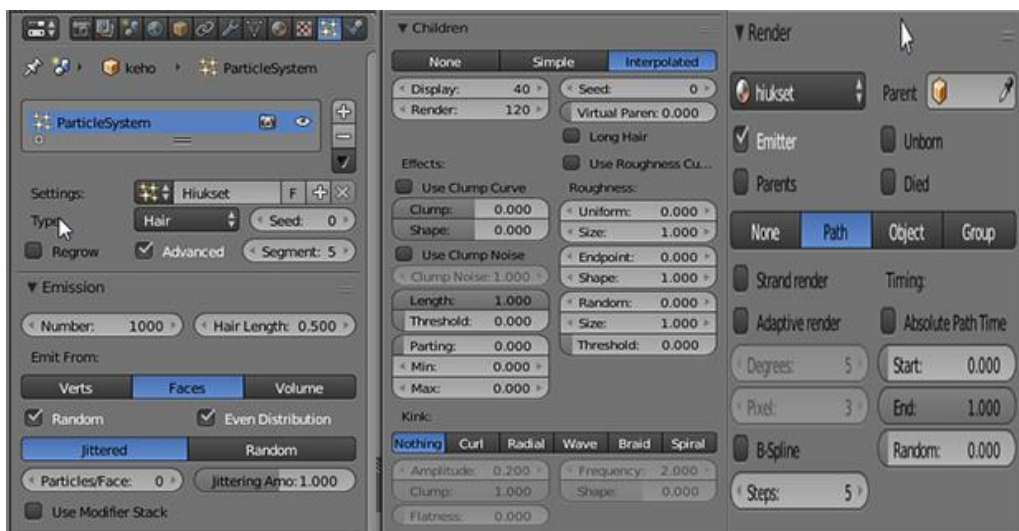 keho ParticleSystem
ParticleSystem
Settings: Hiukset F
Type: Hair Seed: 0
Regrow Advanced Segment: 5
Emission
Number: 1000 Hair Length: 0.500
Emit From:
Verts Faces Volume
Random Even Distribution
Jittered Random
Particles/Face: 0 Jittering Amo: 1.000
Use Modifier Stack
Children
None Simple Interpolated
Display: 40 Seed: 0
Render: 120 Virtual Paren: 0.000
Long Hair
Effects: Use Roughness Cu...
Use Clump Curve Roughness:
Clump: 0.000 Uniform: 0.000
Shape: 0.000 Size: 1.000
Use Clump Noise Endpoint: 0.000
Clump Noise: 1.000 Shape: 1.000
Length: 1.000 Random: 0.000
Threshold: 0.000 Size: 1.000
Parting: 0.000 Threshold: 0.000
Min: 0.000
Max: 0.000
Kink:
Nothing Curl Radial Wave Braid Spiral
Amplitude: 0.200 Frequency: 2.000
Clump: 1.000 Shape: 0.000
Flatness: 0.000
Render
hiukset Parent
Emitter Unborn
Parents Died
None Path Object Group
Strand render Timing:
Adaptive render Absolute Path Time
Degrees: 5 Start: 0.000
Pixel: 3 End: 1.000
B-Spline Random: 0.000
Steps: 5